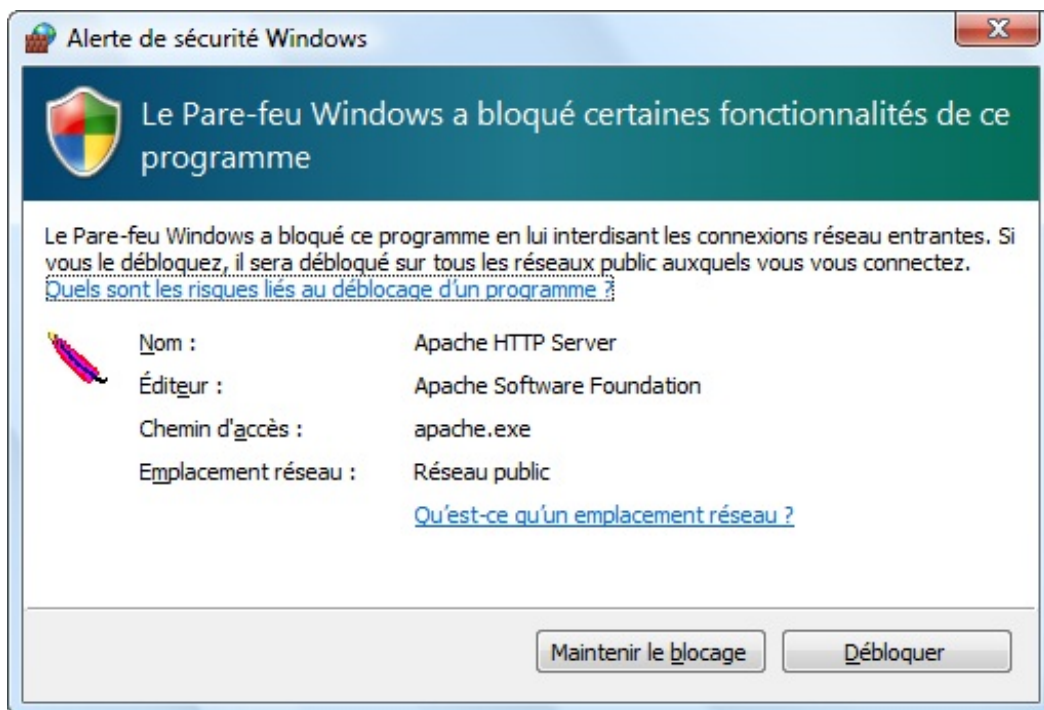 Alerte de sécurité Windows
Le Pare-feu Windows a bloqué certaines fonctionnalités de ce
programme
Le Pare-feu Windows a bloqué ce programme en lui interdisant les connexions réseau entrantes. Si
vous le débloquez, il sera débloqué sur tous les réseaux public auxquels vous vous connectez.
Quels sont les risques liés au déblocage d'un programme ?
Nom : Apache HTTP Server
Éditeur : Apache Software Foundation
Chemin d'accès : apache.exe
Emplacement réseau : Réseau public
Qu'est-ce qu'un emplacement réseau ?
Maintenir le blocage Débloquer